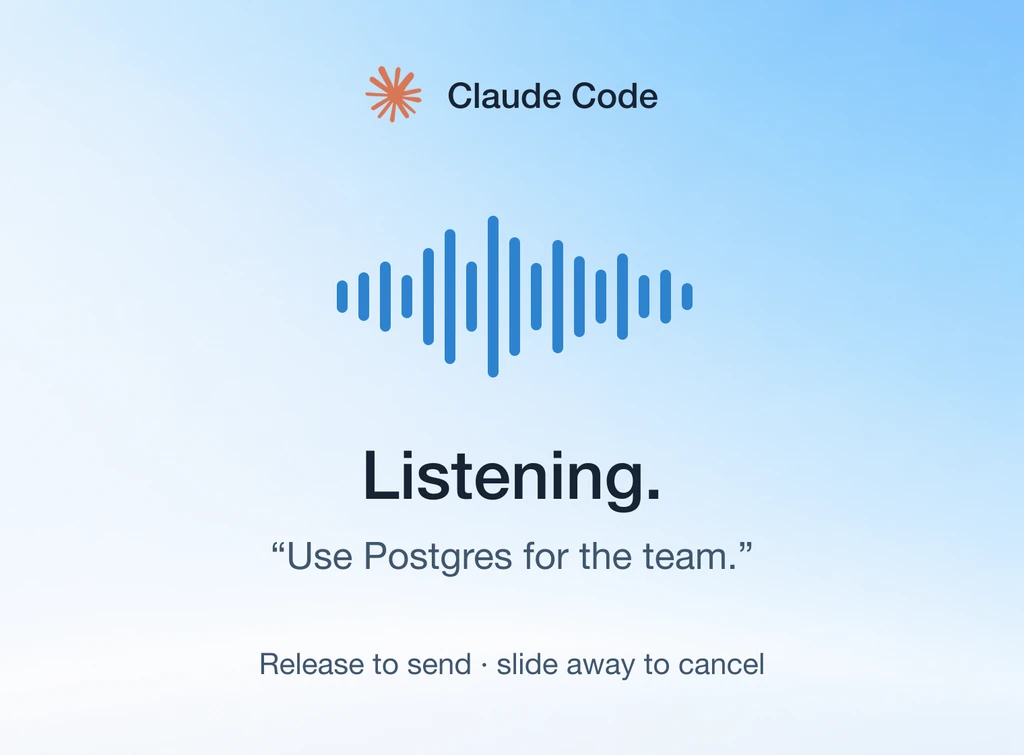 Claude Code
Listening.
“Use Postgres for the team.”
Release to send · slide away to cancel